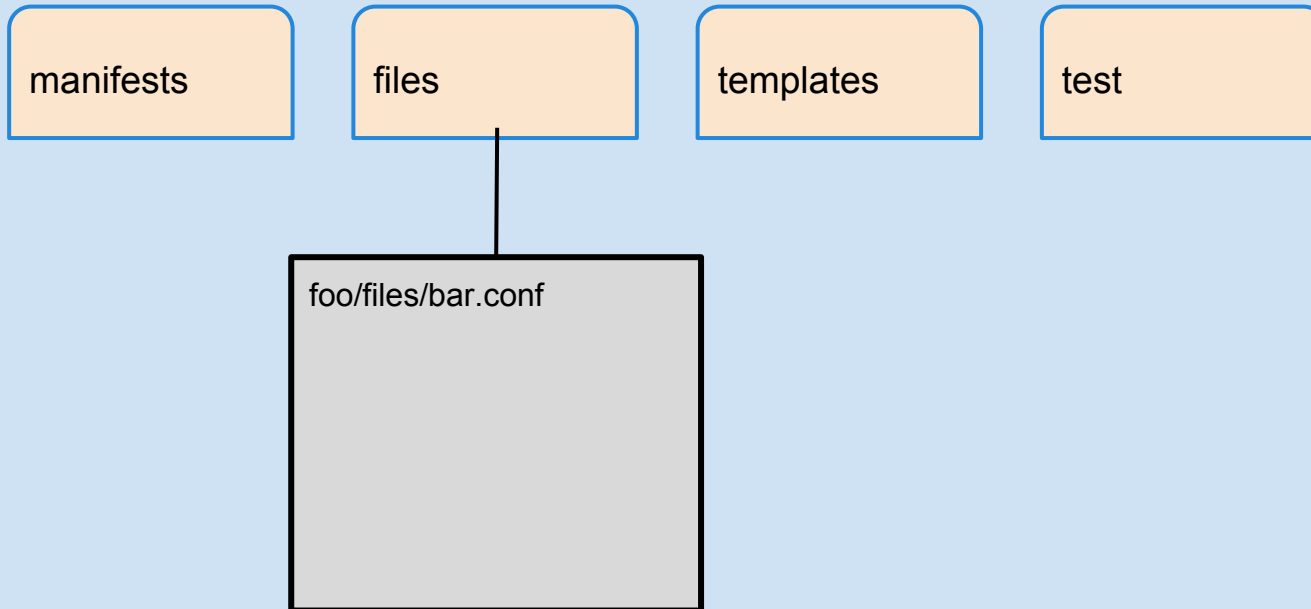 manifests
files
templates
test
foo/files/bar.conf